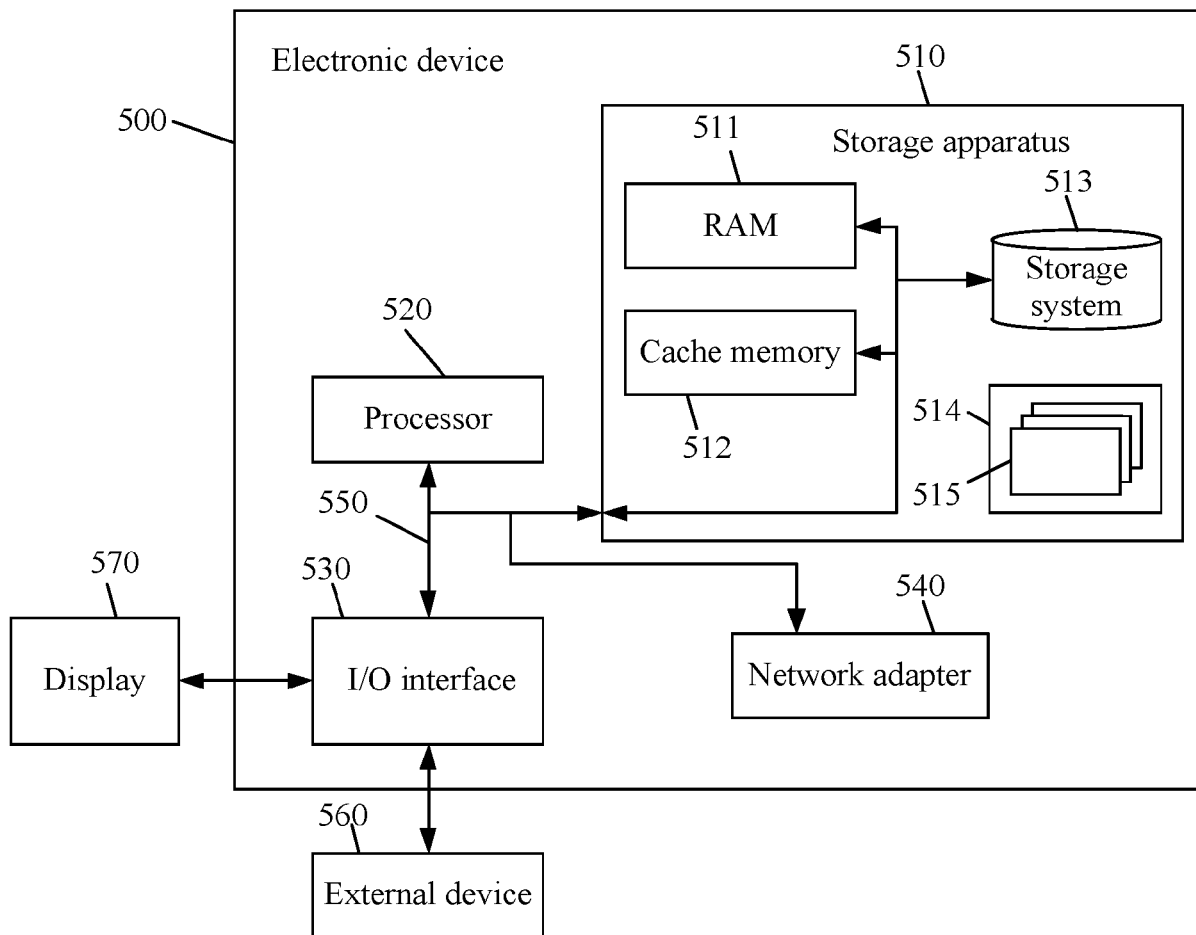 Electronic device
510
500
511
Storage apparatus
513
RAM
Storage
system
520
Cache memory
Processor
514
512
550
515
570
530
540
Display
I/O interface
Network adapter
560
External device